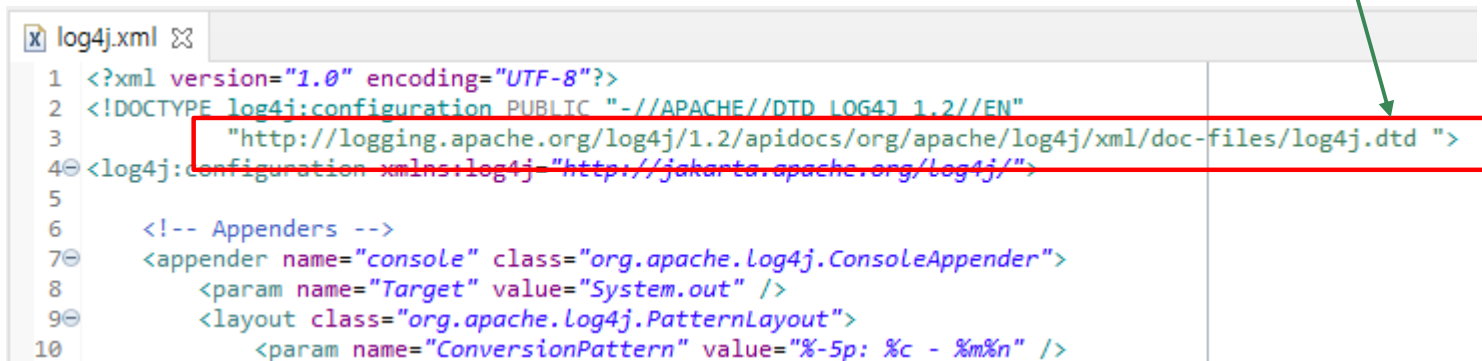 log4j.xml
1 <?xml version="1.0" encoding="UTF-8"?>
2 <!DOCTYPE log4j:configuration PUBLIC "-//APACHE//DTD LOG4J 1.2//EN"
3 "http://logging.apache.org/log4j/1.2/apidocs/org/apache/log4j/xml/doc-files/log4j.dtd ">
4 <log4j:configuration xmlns:log4j="http://jakarta.apache.org/log4j/">
5
6 <!-- Appenders -->
7 <appender name="console" class="org.apache.log4j.ConsoleAppender">
8 <param name="Target" value="System.out" />
9 <layout class="org.apache.log4j.PatternLayout">
10 <param name="ConversionPattern" value="%-5p: %c - %m%n" />